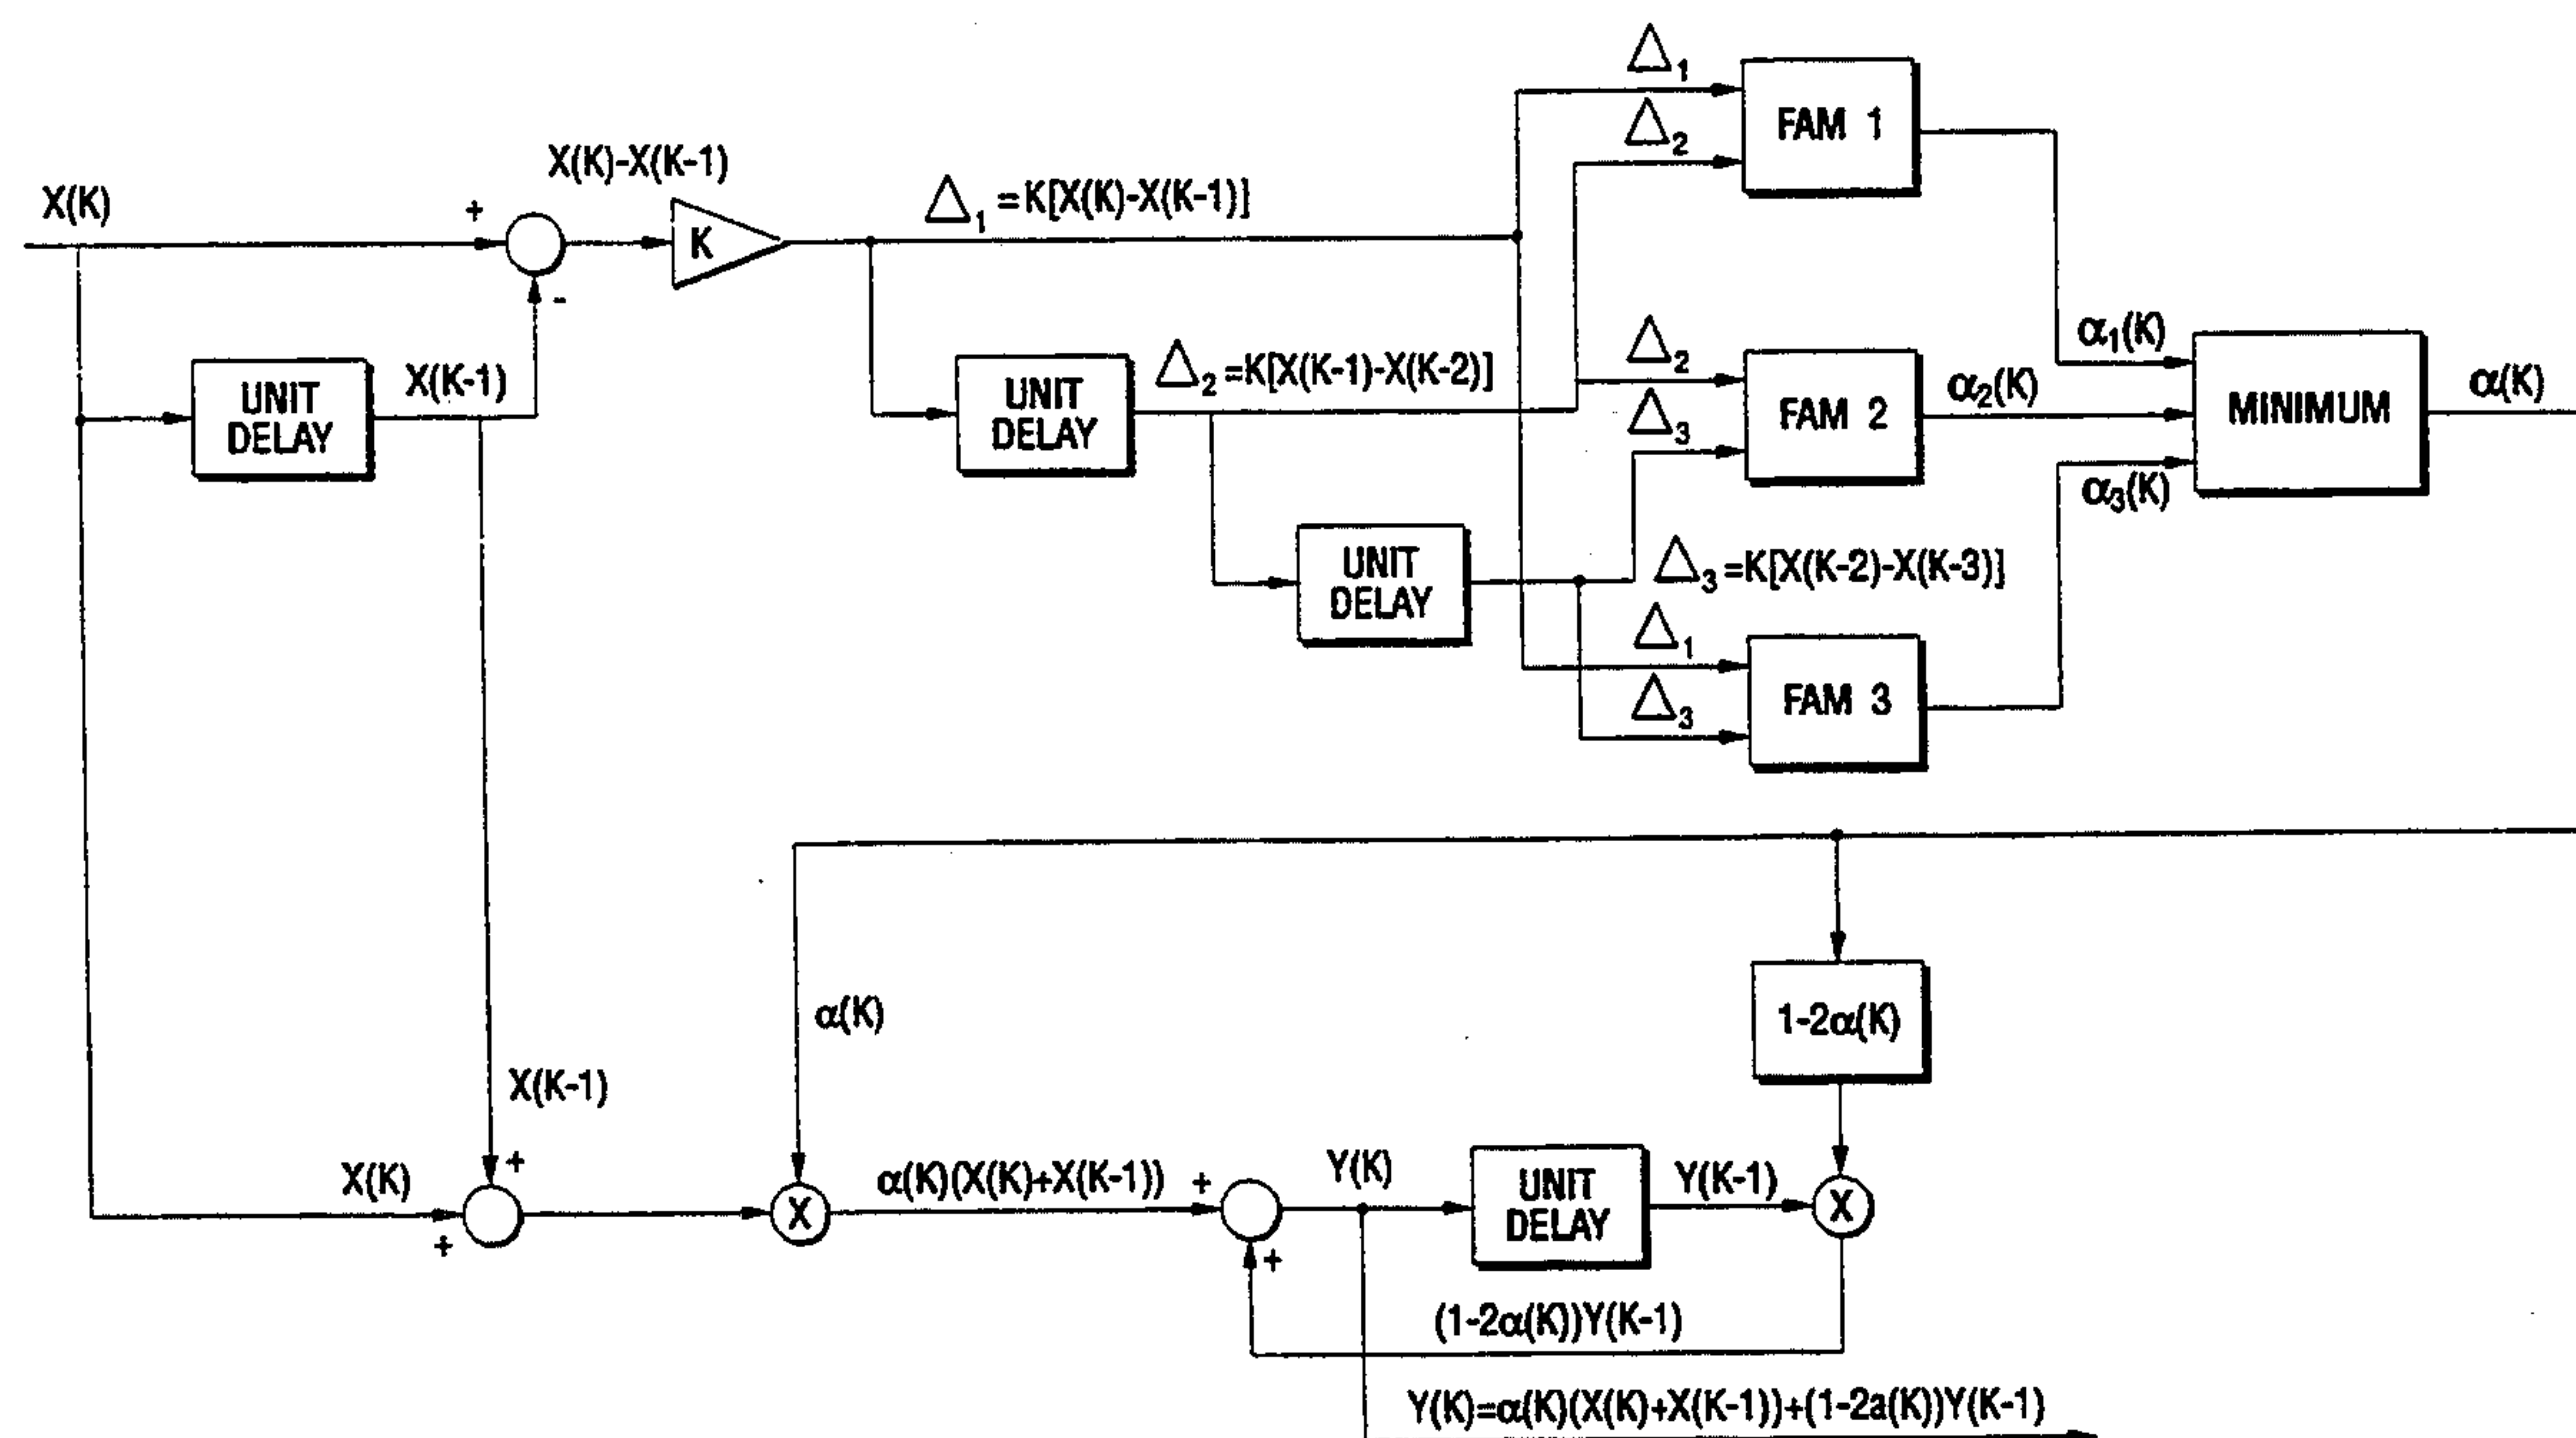 X(K)
+
X(K)-X(K-1)
K
-
Δ1 =K[X(K)-X(K-1)]
UNIT
DELAY
X(K-1)
UNIT
DELAY
Δ2 =K[X(K-1)-X(K-2)]
UNIT
DELAY
Δ3 =K[X(K-2)-X(K-3)]
Δ1
Δ2
FAM 1
Δ2
Δ3
FAM 2
Δ1
Δ3
FAM 3
α1(K)
α2(K)
α3(K)
MINIMUM
α(K)
α(K)
1-2α(K)
X(K-1)
X(K)
+
+
X
α(K)(X(K)+X(K-1))
+
+
Y(K)
UNIT
DELAY
Y(K-1)
X
(1-2α(K))Y(K-1)
Y(K)=α(K)(X(K)+X(K-1))+(1-2a(K))Y(K-1)